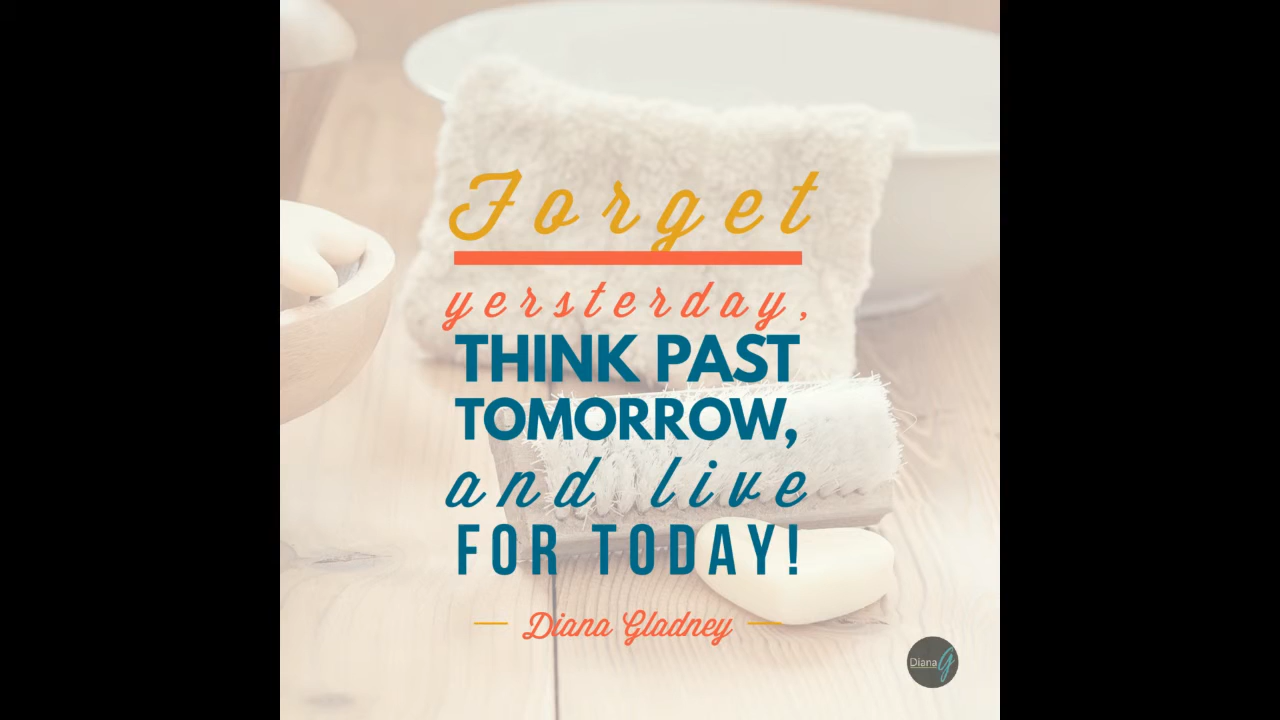 Forget
yersterday,
THINK PAST
TOMORROW,
and live
FOR TODAY!
— Diana Gladney —
Diana G